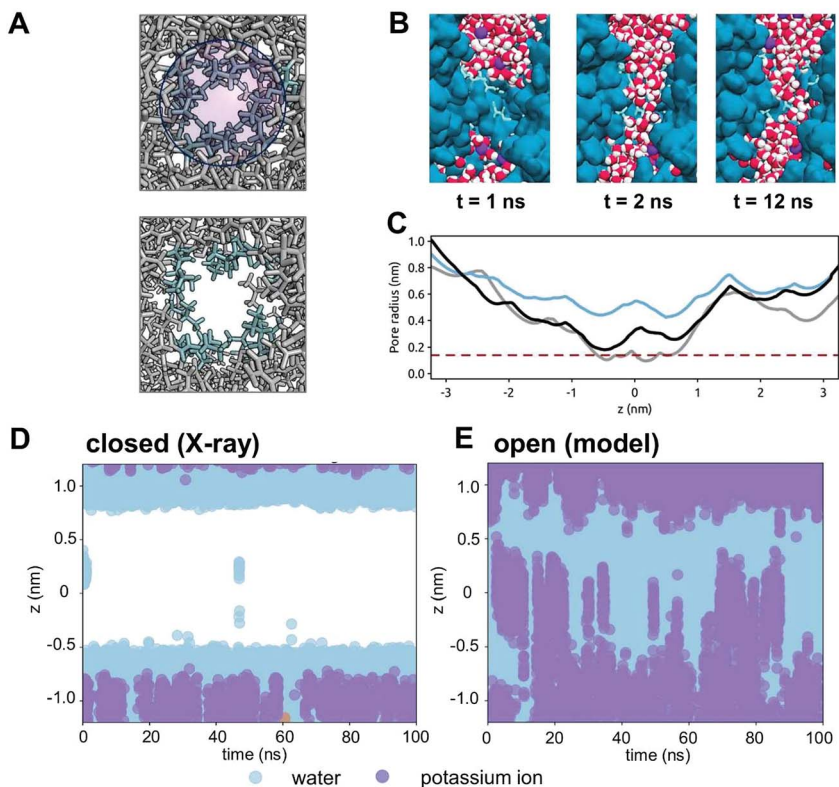 A
B
t = 1 ns
t = 2 ns
t = 12 ns
C
Pore radius (nm)
1.0
0.8
0.6
0.4
0.2
0.0
-3
-2
-1
0
1
2
3
z (nm)
D
closed (X-ray)
z (nm)
1.0
0.5
0
-0.5
-1.0
0
20
40
60
80
100
time (ns)
E
open (model)
z (nm)
1.0
0.5
0
-0.5
-1.0
0
20
40
60
80
100
time (ns)
water
potassium ion